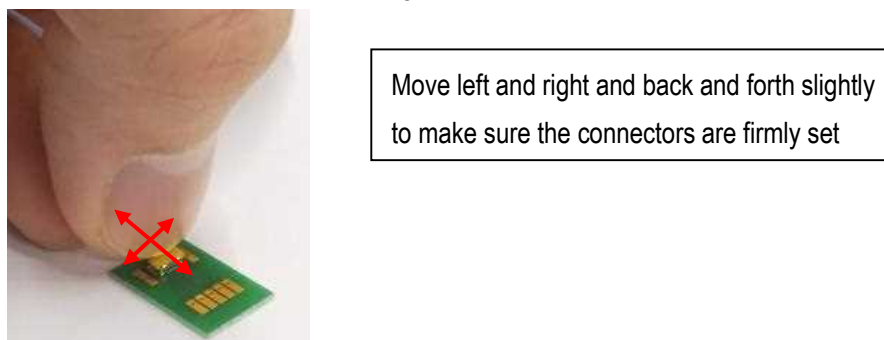 Move left and right and back and forth slightly
to make sure the connectors are firmly set